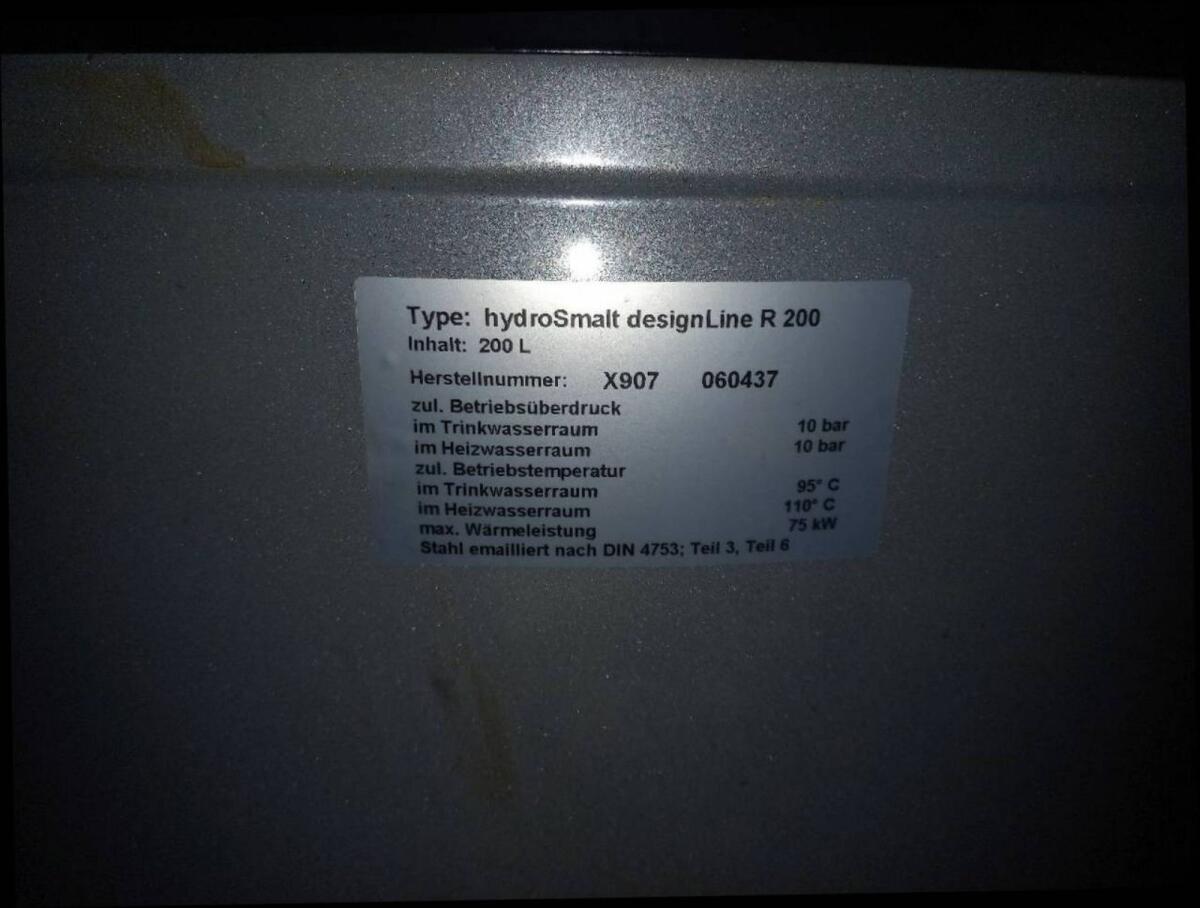 Type: hydroSmalt designLine R 200
Inhalt: 200 L
Herstellnummer: X907 060437
zul. Betriebsüberdruck
im Trinkwasserraum 10 bar
im Heizwasserraum 10 bar
zul. Betriebstemperatur
im Trinkwasserraum 95° C
im Heizwasserraum 110° C
max. Wärmeleistung 75 kW
Stahl emailliert nach DIN 4753; Teil 3, Teil 6